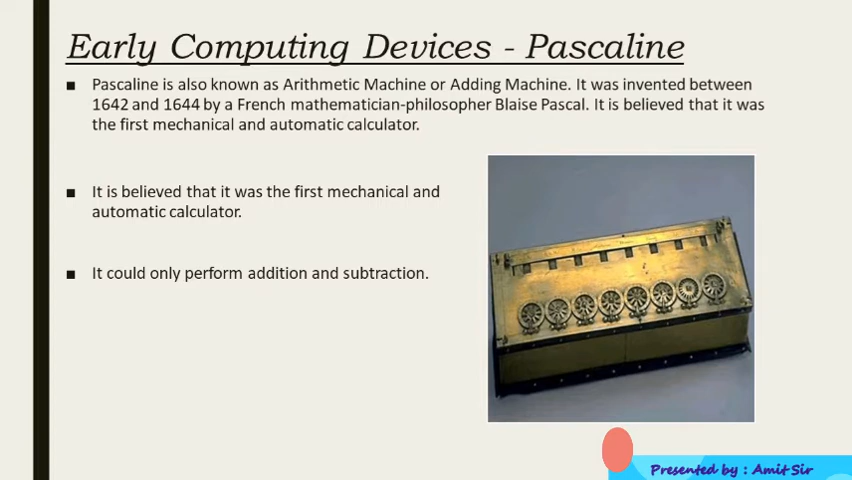 Early Computing Devices - Pascaline
▪ Pascaline is also known as Arithmetic Machine or Adding Machine. It was invented between
1642 and 1644 by a French mathematician-philosopher Blaise Pascal. It is believed that it was
the first mechanical and automatic calculator.
▪ It is believed that it was the first mechanical and
automatic calculator.
▪ It could only perform addition and subtraction.
Presented by : Amit Sir